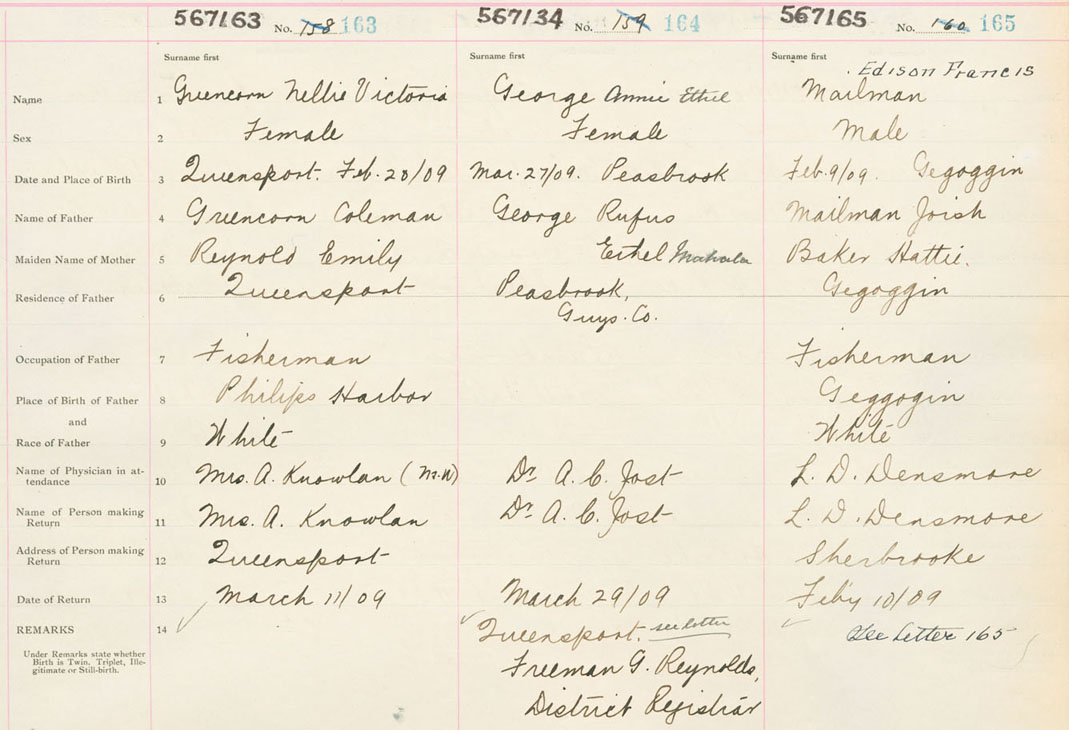 567163 No. 158 163 567134 No. 159 164 567165 No. 160 165
Surname first Surname first Surname first
Edison Francis
Name 1 Greencorn Nellie Victoria George Annie Ethel Mailman
Sex 2 Female Female Male
Date and Place of Birth 3 Queensport. Feb. 20/09 Mar. 27/09. Peasbrook Feb. 9/09. Gegoggin
Name of Father 4 Greencorn Coleman George Rufus Mailman Joish
Maiden Name of Mother 5 Reynold Emily Ethel Mahala Baker Hattie.
Residence of Father 6 Queensport Peasbrook, Gegoggin
Guys. Co.
Occupation of Father 7 Fisherman Fisherman
Place of Birth of Father 8 Philips Harbor Geggogin
and
Race of Father 9 White White
Name of Physician in at-
tendance 10 Mrs. A. Knowlan (M.W) Dr. A. C. Jost L. D. Densmore
Name of Person making
Return 11 Mrs. A. Knowlan Dr. A. C. Jost L. D. Densmore
Address of Person making
Return 12 Queensport Sherbrooke
Date of Return 13 March 11/09 March 29/09 Feb'y 10/09
REMARKS 14 Queensport. see letter See Letter 165
Under Remarks state whether
Birth is Twin, Triplet, Ille-
gitimate or Still-birth.
Freeman G. Reynolds,
District Registrar